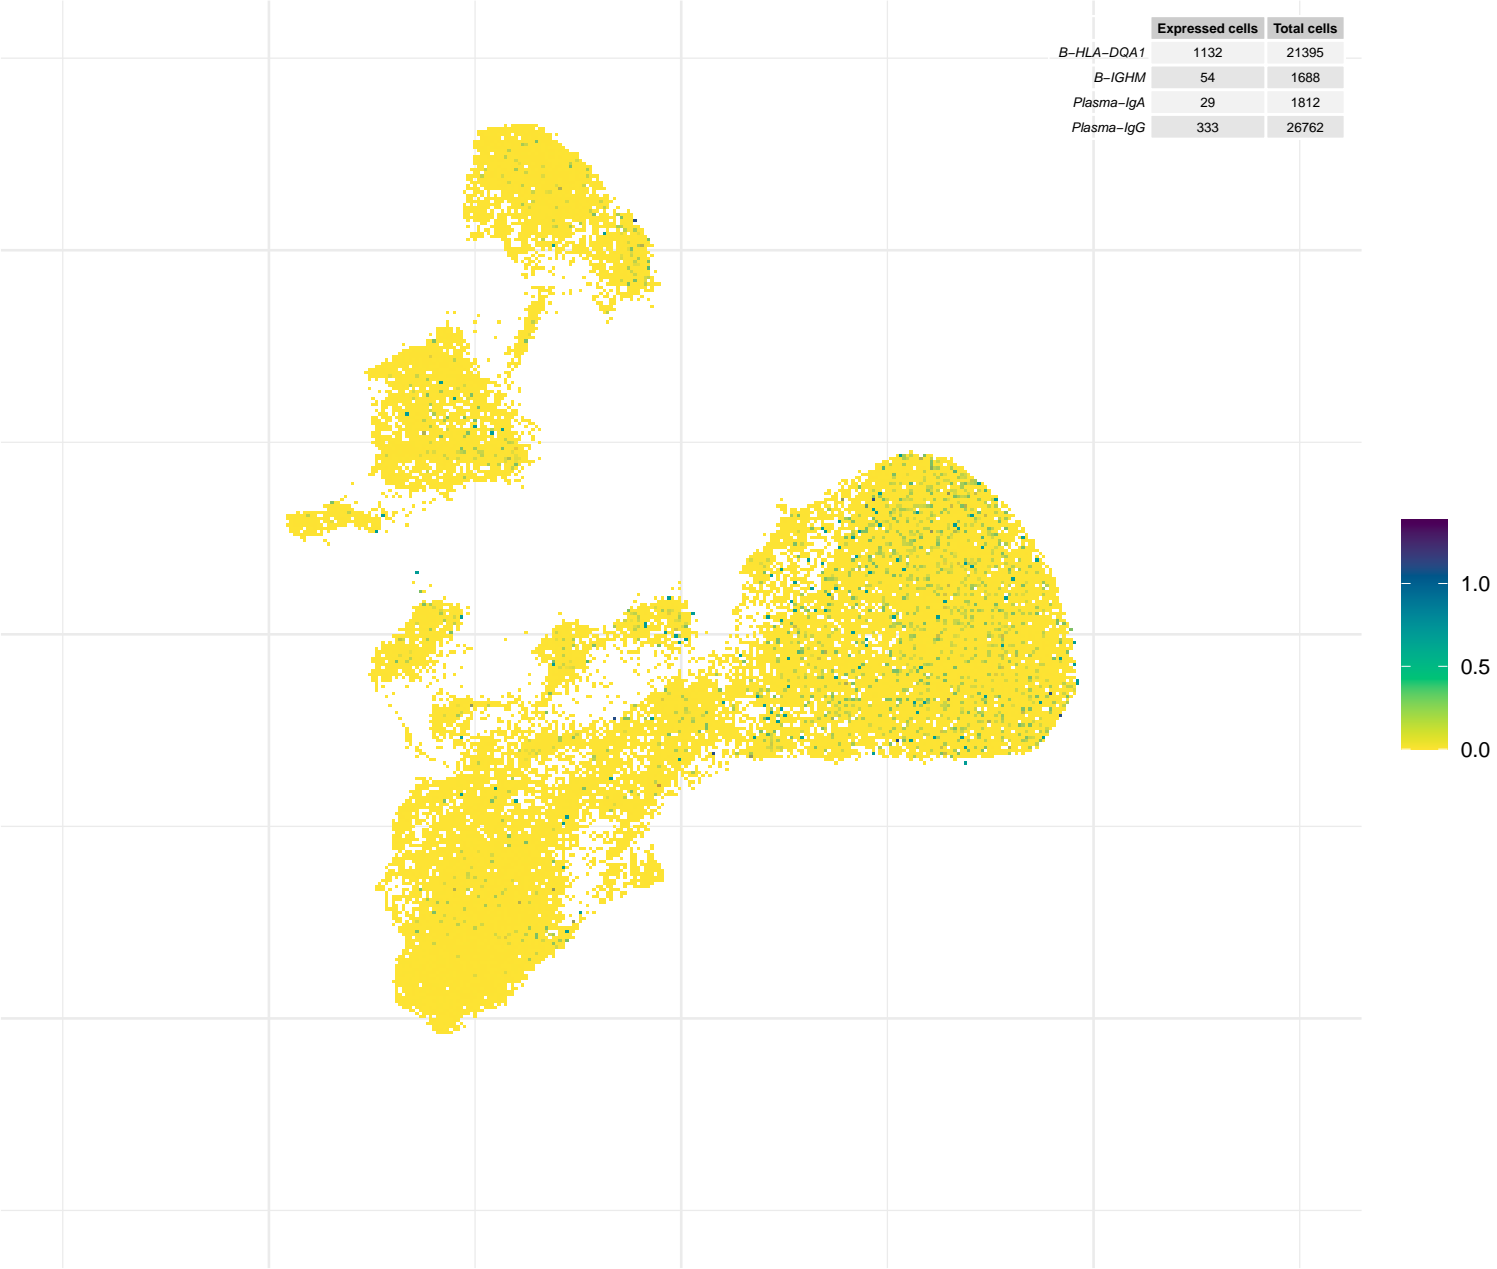 Expressed cells Total cells
B−HLA−DQA1 1132 21395
B−IGHM 54 1688
Plasma−IgA 29 1812
Plasma−IgG 333 26762
1.0
0.5
0.0